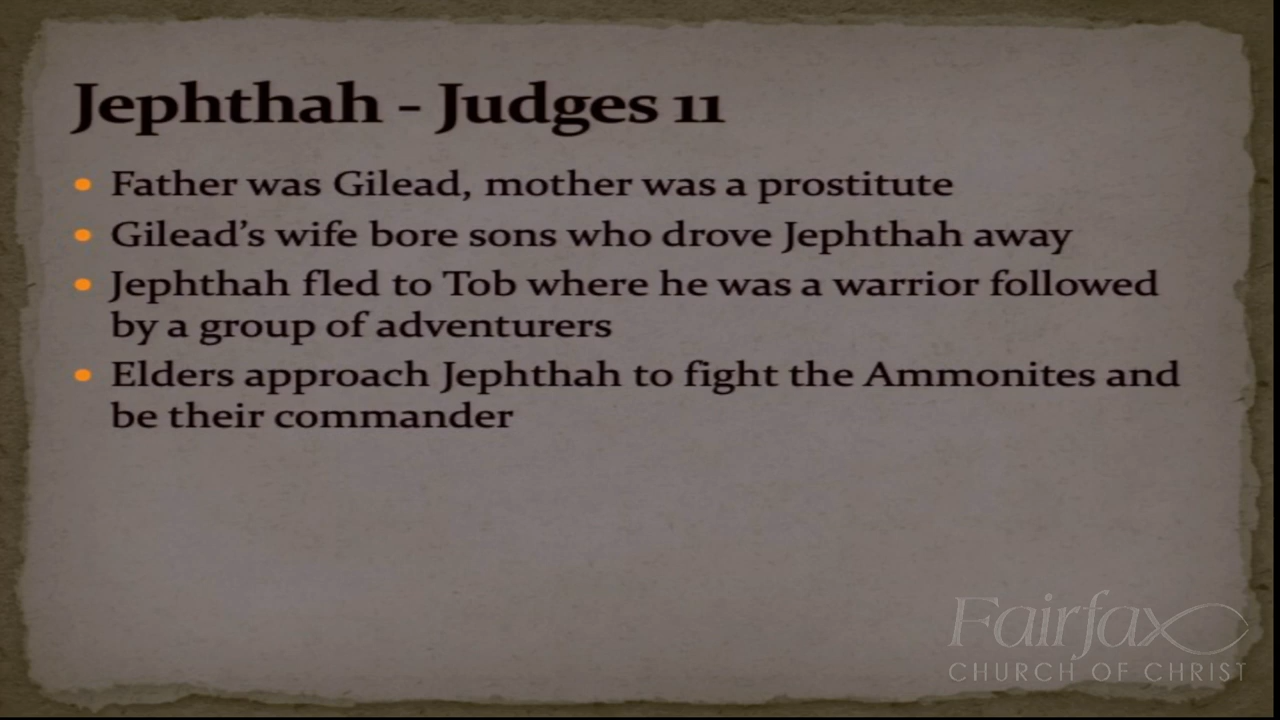 Jephthah - Judges 11
• Father was Gilead, mother was a prostitute
• Gilead’s wife bore sons who drove Jephthah away
• Jephthah fled to Tob where he was a warrior followed
by a group of adventurers
• Elders approach Jephthah to fight the Ammonites and
be their commander
Fairfax
CHURCH OF CHRIST